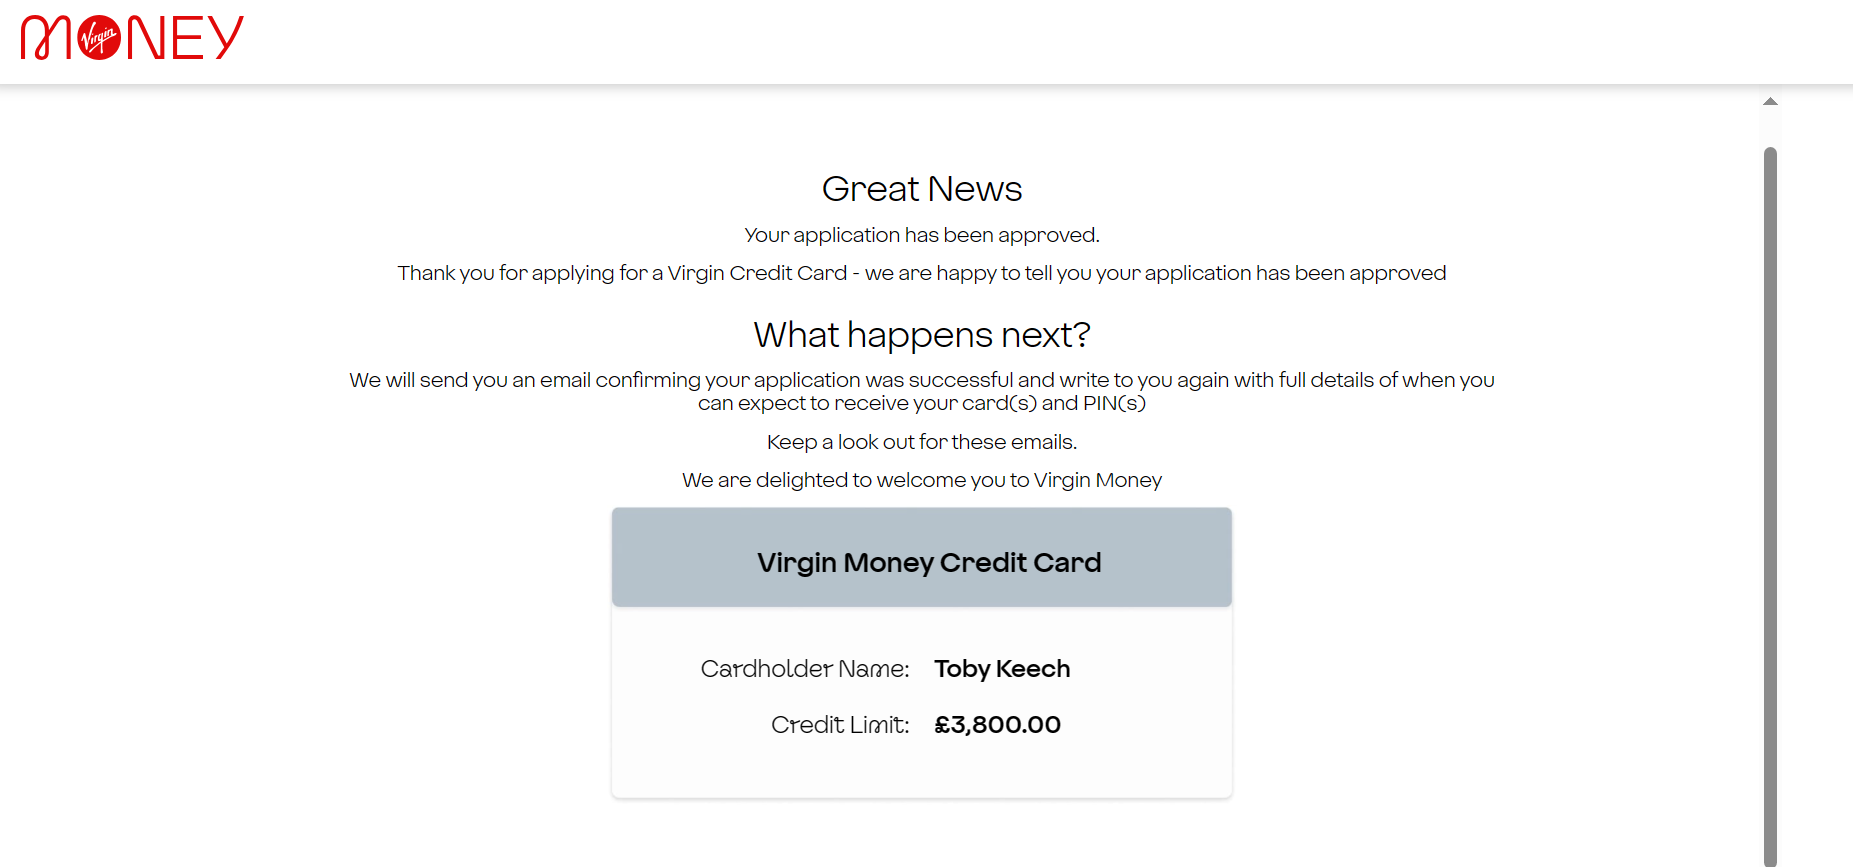 MONEY
Virgin
Great News
Your application has been approved.
Thank you for applying for a Virgin Credit Card - we are happy to tell you your application has been approved
What happens next?
We will send you an email confirming your application was successful and write to you again with full details of when you
can expect to receive your card(s) and PIN(s)
Keep a look out for these emails.
We are delighted to welcome you to Virgin Money
Virgin Money Credit Card
Cardholder Name: Toby Keech
Credit Limit: £3,800.00